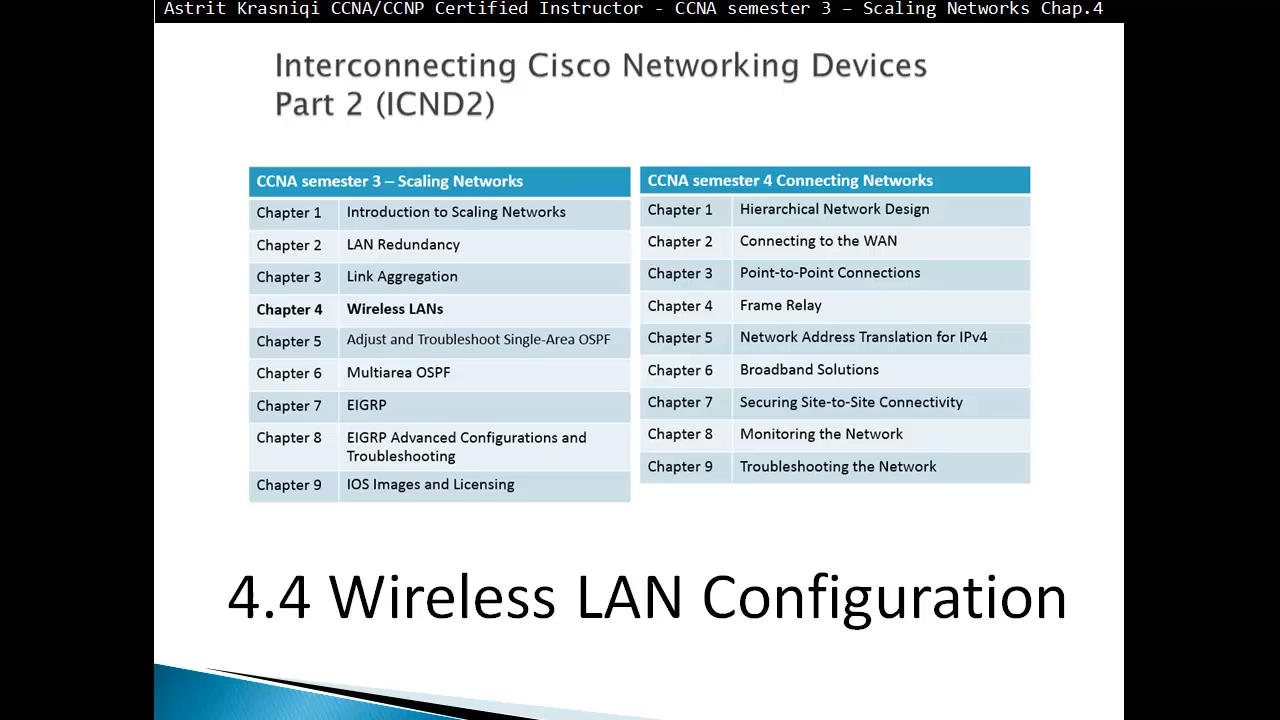 Astrit Krasniqi CCNA/CCNP Certified Instructor - CCNA semester 3 – Scaling Networks Chap.4
Interconnecting Cisco Networking Devices
Part 2 (ICND2)
CCNA semester 3 – Scaling Networks
Chapter 1 Introduction to Scaling Networks
Chapter 2 LAN Redundancy
Chapter 3 Link Aggregation
Chapter 4 Wireless LANs
Chapter 5 Adjust and Troubleshoot Single-Area OSPF
Chapter 6 Multiarea OSPF
Chapter 7 EIGRP
Chapter 8 EIGRP Advanced Configurations and
Troubleshooting
Chapter 9 IOS Images and Licensing
CCNA semester 4 Connecting Networks
Chapter 1 Hierarchical Network Design
Chapter 2 Connecting to the WAN
Chapter 3 Point-to-Point Connections
Chapter 4 Frame Relay
Chapter 5 Network Address Translation for IPv4
Chapter 6 Broadband Solutions
Chapter 7 Securing Site-to-Site Connectivity
Chapter 8 Monitoring the Network
Chapter 9 Troubleshooting the Network
4.4 Wireless LAN Configuration